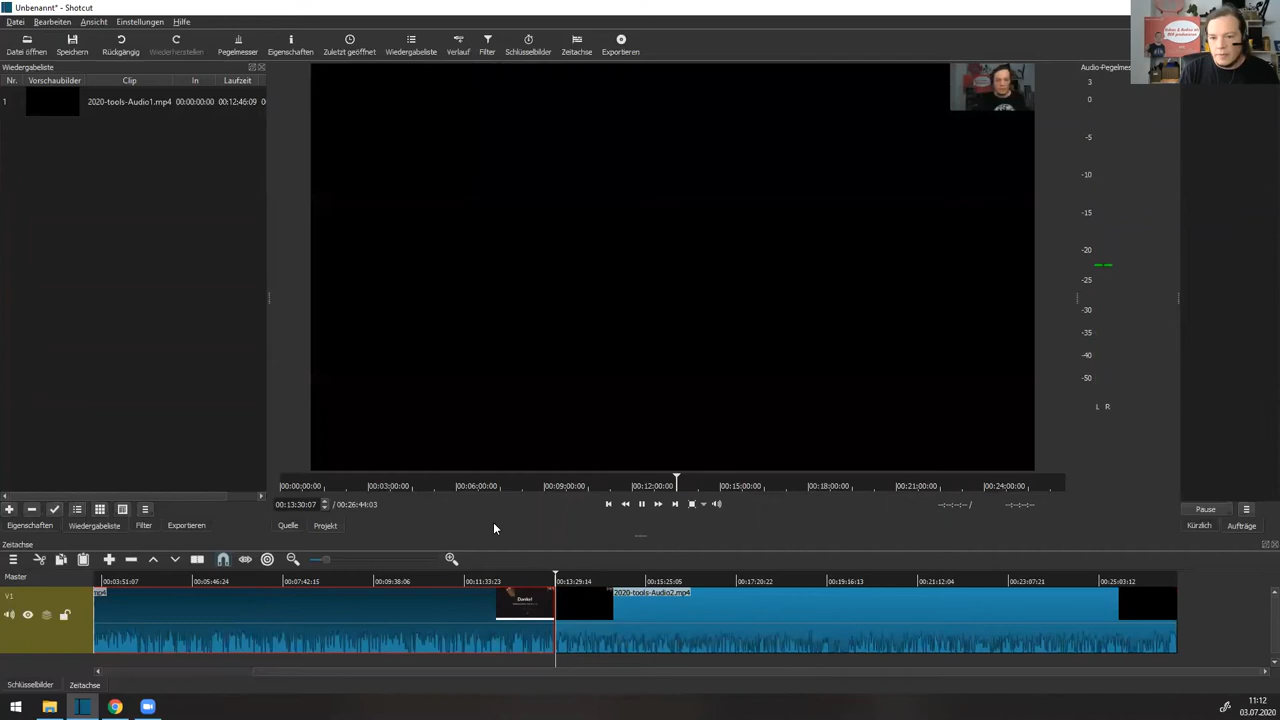 Unbenannt* - Shotcut
Datei Bearbeiten Ansicht Einstellungen Hilfe
Datei öffnen Speichern Rückgängig Wiederherstellen Pegelmesser Eigenschaften Zuletzt geöffnet Wiedergabeliste Verlauf Filter Schlüsselbilder Zeitachse Exportieren
Wiedergabeliste
Audio-Pegelmes
Nr. Vorschaubilder Clip In Laufzeit
1 2020-tools-Audio1.mp4 00:00:00:00 00:12:46:09 0
3
0
-5
-10
-15
-20
-25
-30
-35
-40
-50
L R
00:00:00:00 00:03:00:00 00:06:00:00 00:09:00:00 00:12:00:00 00:15:00:00 00:18:00:00 00:21:00:00 00:24:00:00
00:13:30:07 / 00:26:44:03 --:--:--:-- / --:--:--:--
Pause
Eigenschaften Wiedergabeliste Filter Exportieren Quelle Projekt Kürzlich Aufträge
Zeitachse
Master
00:03:51:07 00:05:46:24 00:07:42:15 00:09:38:06 00:11:33:23 00:13:29:14 00:15:25:05 00:17:20:22 00:19:16:13 00:21:12:04 00:23:07:21 00:25:03:12
V1
mp4
Danke!
2020-tools-Audio2.mp4
Schlüsselbilder Zeitachse
11:12
03.07.2020